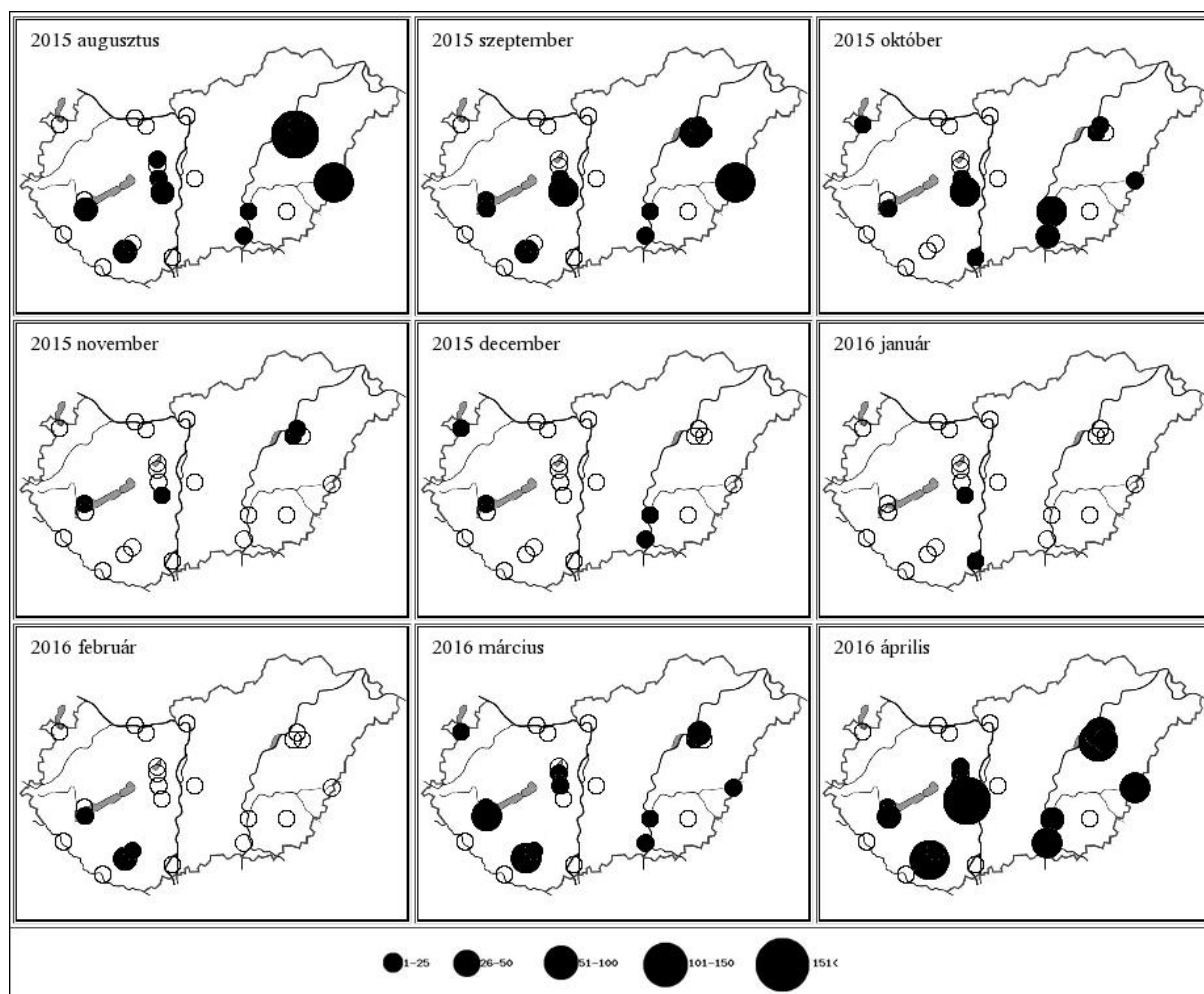 2015 augusztus
2015 szeptember
2015 október
2015 november
2015 december
2016 január
2016 február
2016 március
2016 április
1-25
26-50
51-100
101-150
151<